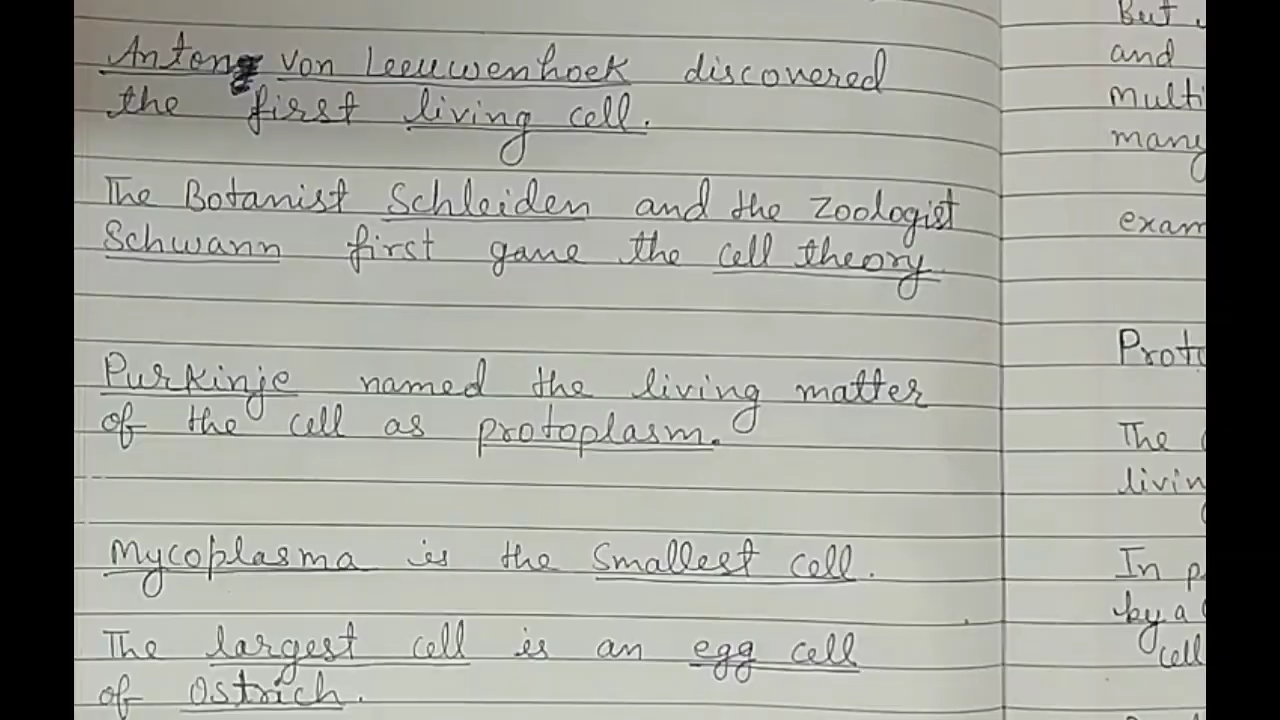 Anton von Leeuwenhoek discovered
the first living cell.
The Botanist Schleiden and the Zoologist
Schwann first gave the cell theory.
Purkinje named the living matter
of the cell as protoplasm.
Mycoplasma is the smallest cell.
The largest cell is an egg cell
of Ostrich.
But
and
multi
many
exam
Proto
The
livin
In p
by a
cell